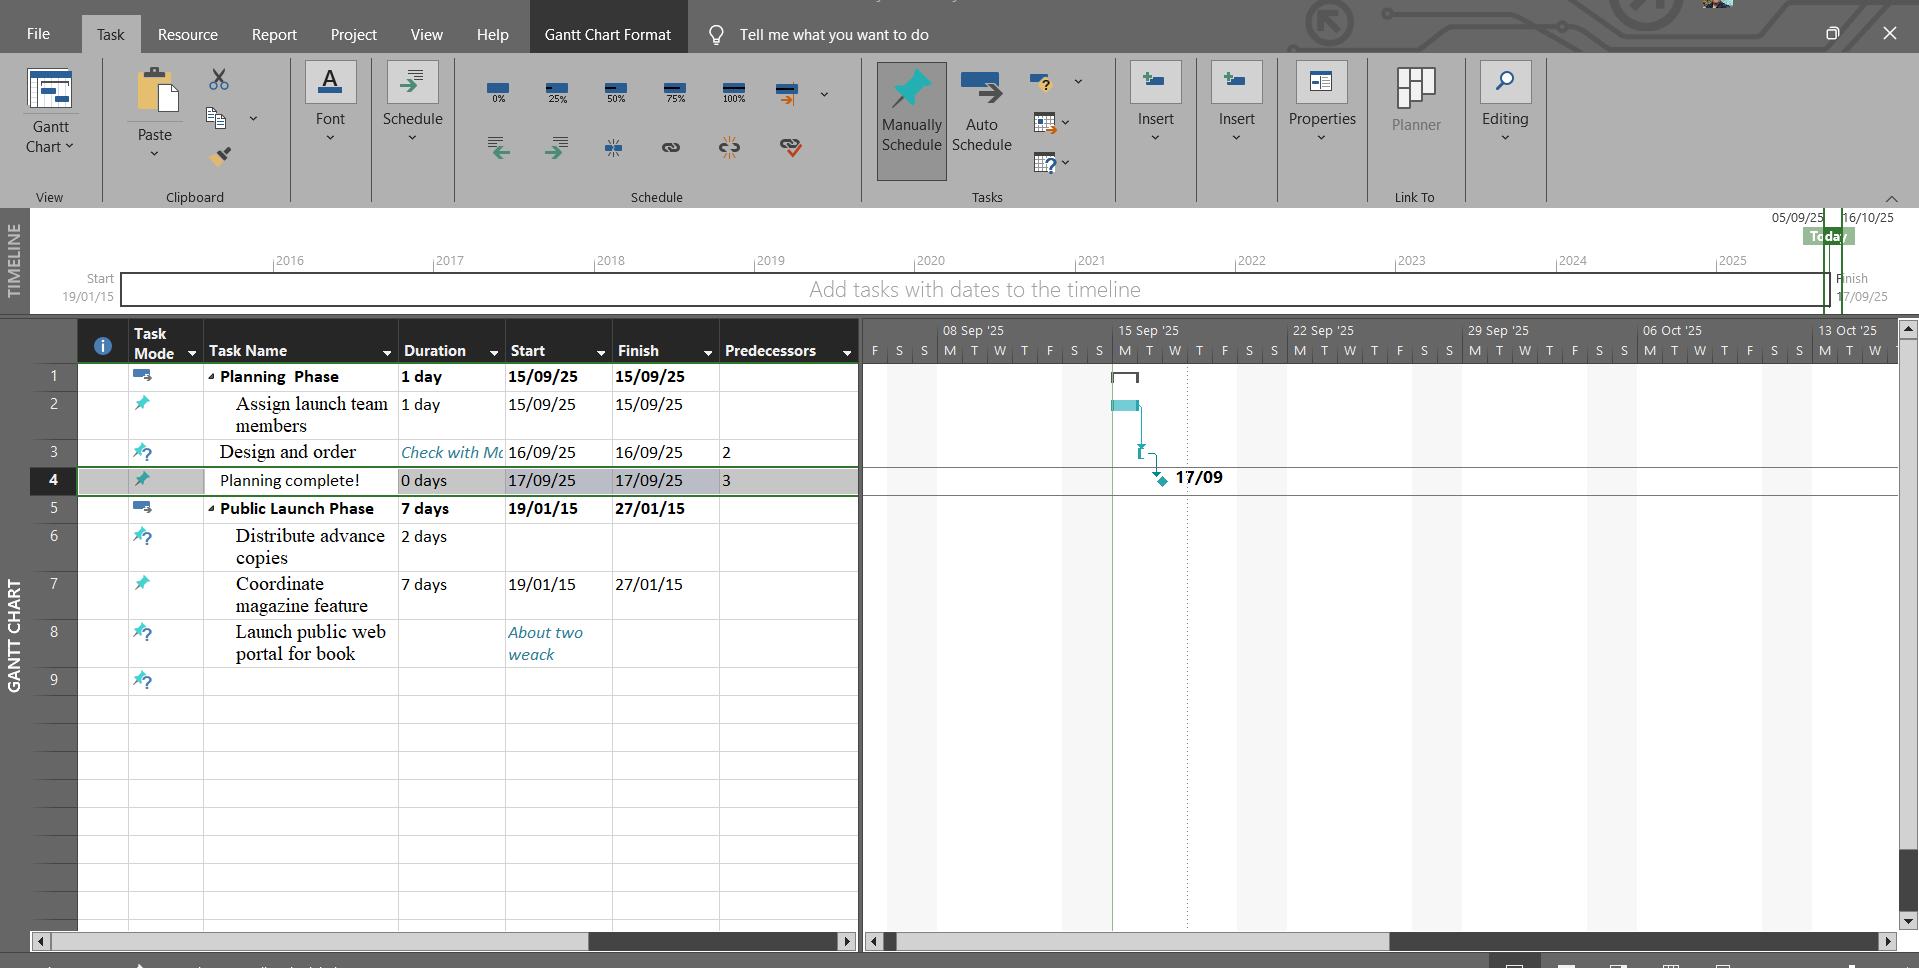 File Task Resource Report Project View Help Gantt Chart Format Tell me what you want to do
Gantt
Chart
View
Paste
Clipboard
Font
Schedule
0% 25% 50% 75% 100%
Schedule
Manually
Schedule
Auto
Schedule
Tasks
Insert
Insert
Properties
Planner
Link To
Editing
TIMELINE
05/09/25 16/10/25
Today
2016 2017 2018 2019 2020 2021 2022 2023 2024 2025
Start
19/01/15
Add tasks with dates to the timeline
Finish
17/09/25
GANTT CHART
Task
Mode Task Name Duration Start Finish Predecessors
1 Planning Phase 1 day 15/09/25 15/09/25
2 Assign launch team 1 day 15/09/25 15/09/25
members
3 Design and order Check with Mc 16/09/25 16/09/25 2
4 Planning complete! 0 days 17/09/25 17/09/25 3
5 Public Launch Phase 7 days 19/01/15 27/01/15
6 Distribute advance 2 days
copies
7 Coordinate 7 days 19/01/15 27/01/15
magazine feature
8 Launch public web About two
portal for book weack
9
08 Sep '25 15 Sep '25 22 Sep '25 29 Sep '25 06 Oct '25 13 Oct '25
F S S M T W T F S S M T W T F S S M T W T F S S M T W T F S S M T W T F S S M T W
17/09